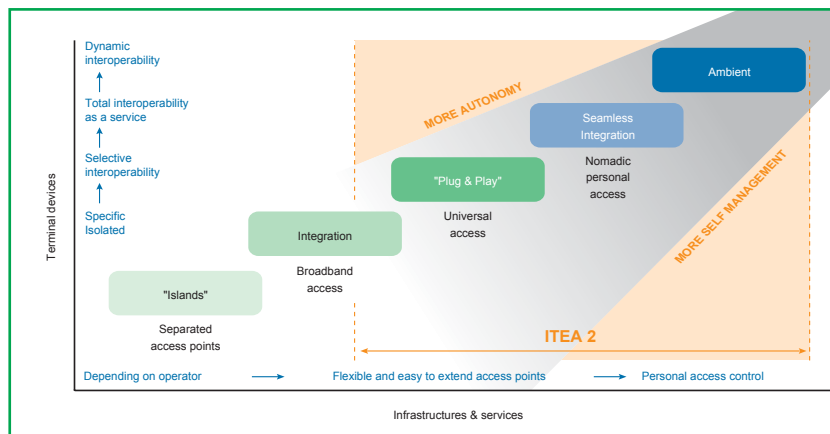 Dynamic
interoperability
Total interoperability
as a service
Selective
interoperability
Specific
Isolated
Terminal devices
MORE AUTONOMY
Ambient
Seamless
Integration
Nomadic
personal
access
"Plug & Play"
Universal
access
MORE SELF MANAGEMENT
Integration
Broadband
access
"Islands"
Separated
access points
ITEA 2
Depending on operator
Flexible and easy to extend access points
Personal access control
Infrastructures & services